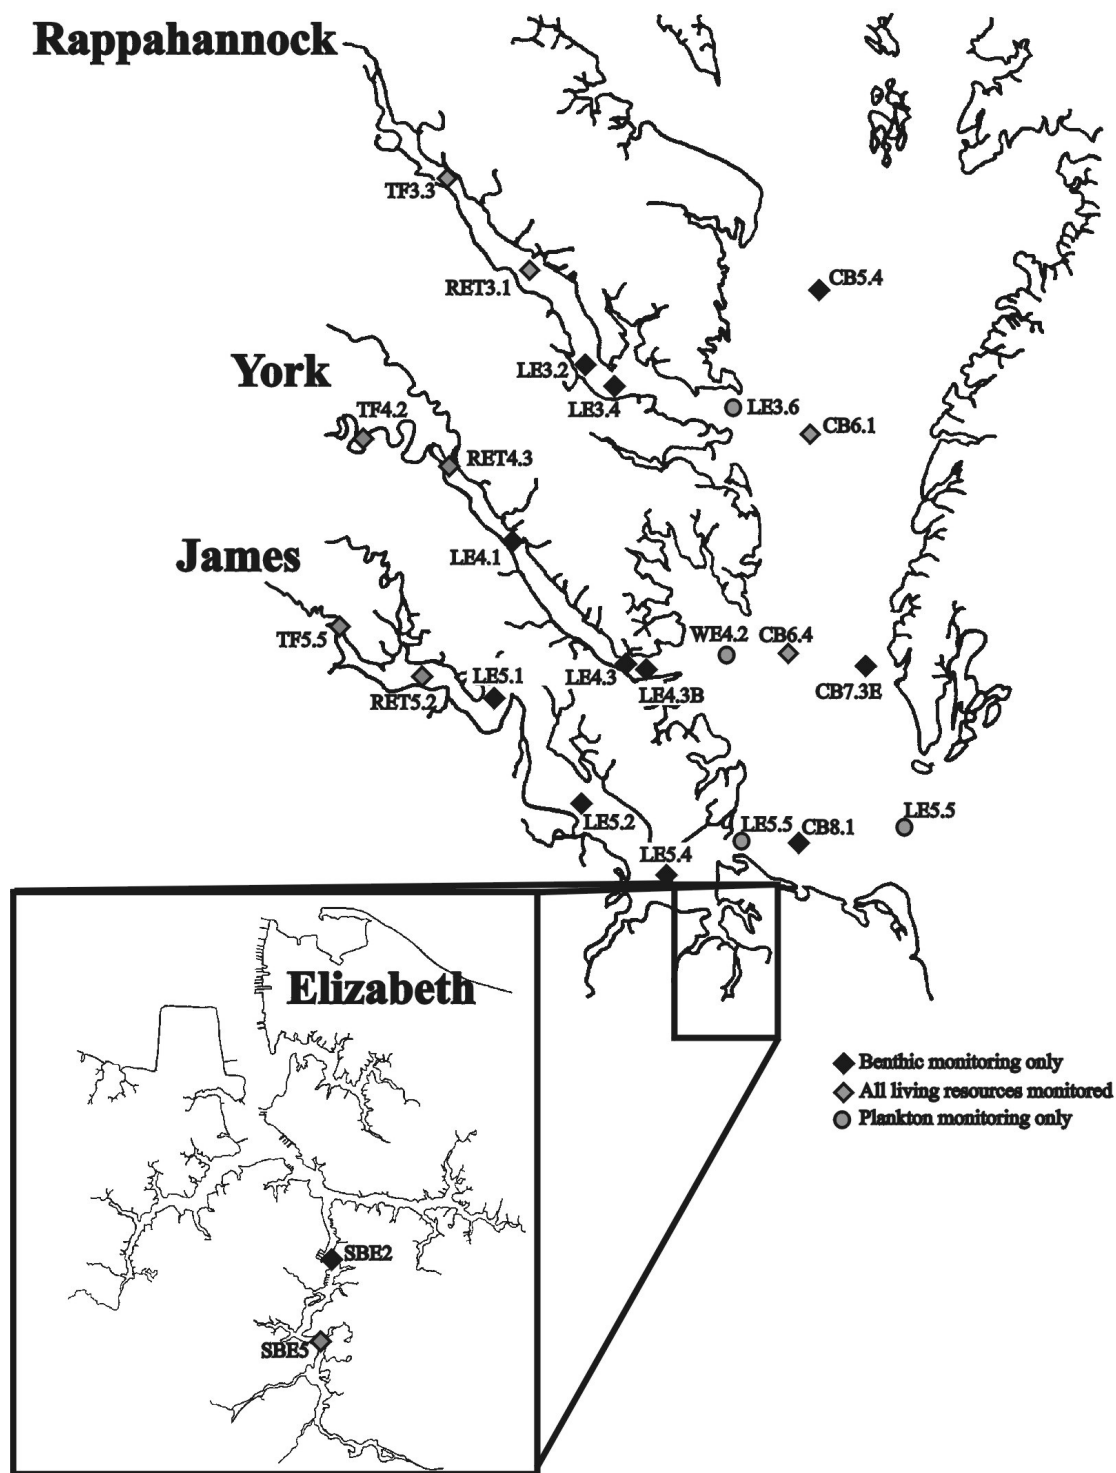 Rappahannock
TF3.3
RET3.1
CB5.4
LE3.2
LE3.4
LE3.6
CB6.1
York
TF4.2
RET4.3
LE4.1
James
TF5.5
RET5.2
LE5.1
LE4.3
LE4.3B
WE4.2
CB6.4
CB7.3E
LE5.2
LE5.4
LE5.5
CB8.1
LE5.5
Elizabeth
SBE2
SBE5
Benthic monitoring only
All living resources monitored
Plankton monitoring only